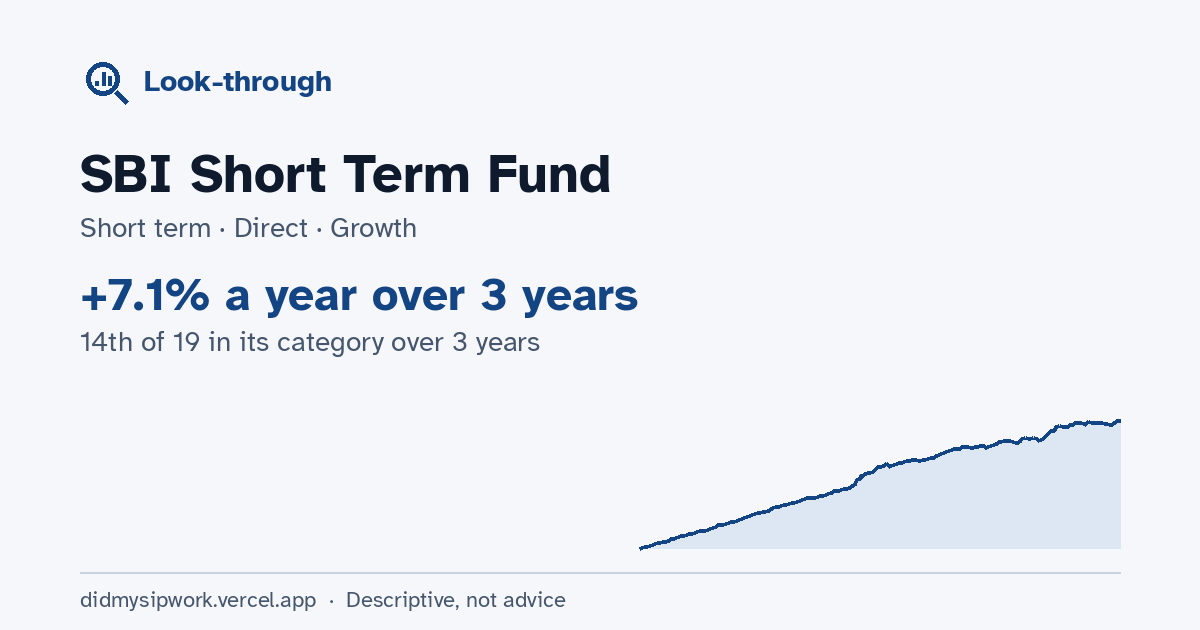 Look-through
SBI Short Term Fund
Short term · Direct · Growth
+7.1% a year over 3 years
14th of 19 in its category over 3 years
didmysipwork.vercel.app · Descriptive, not advice